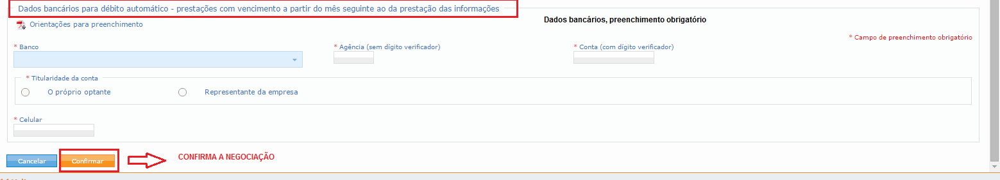 Dados bancários para débito automático - prestações com vencimento a partir do mês seguinte ao da prestação das informações
Orientações para preenchimento
Dados bancários, preenchimento obrigatório
* Campo de preenchimento obrigatório
* Banco
* Agência (sem dígito verificador)
* Conta (com dígito verificador)
* Titularidade da conta
O próprio optante
Representante da empresa
* Celular
Cancelar
Confirmar
CONFIRMA A NEGOCIAÇÃO